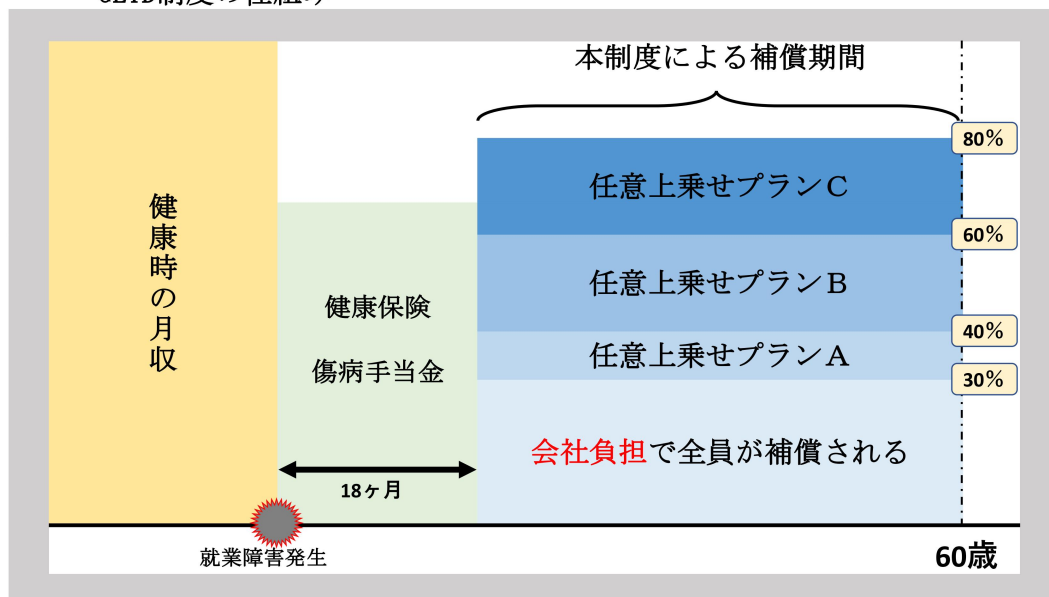 本制度による補償期間
80%
任意上乗せプランC
60%
健康時の月収
任意上乗せプランB
健康保険
傷病手当金
40%
任意上乗せプランA
30%
会社負担で全員が補償される
18ヶ月
就業障害発生
60歳